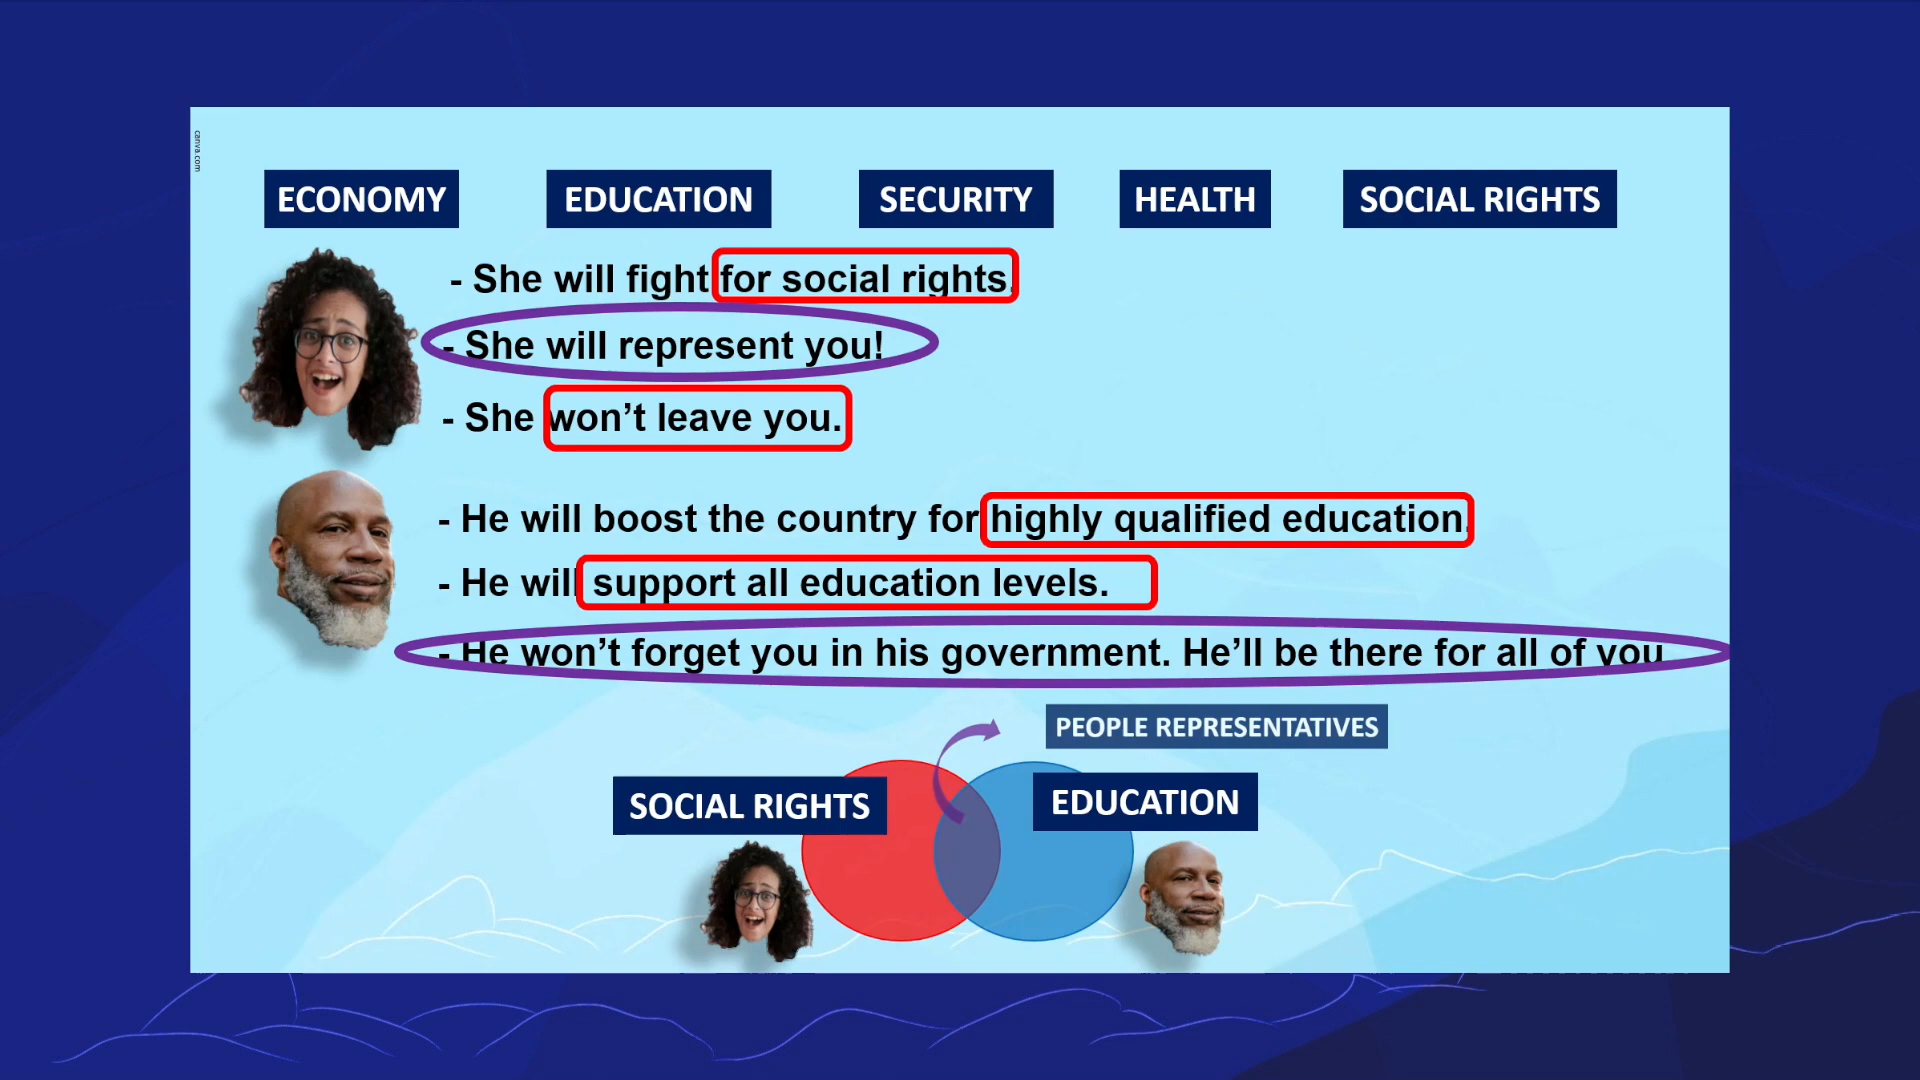 canva.com
ECONOMY EDUCATION SECURITY HEALTH SOCIAL RIGHTS
- She will fight for social rights.
- She will represent you!
- She won't leave you.
- He will boost the country for highly qualified education.
- He will support all education levels.
- He won't forget you in his government. He'll be there for all of you
PEOPLE REPRESENTATIVES
SOCIAL RIGHTS EDUCATION